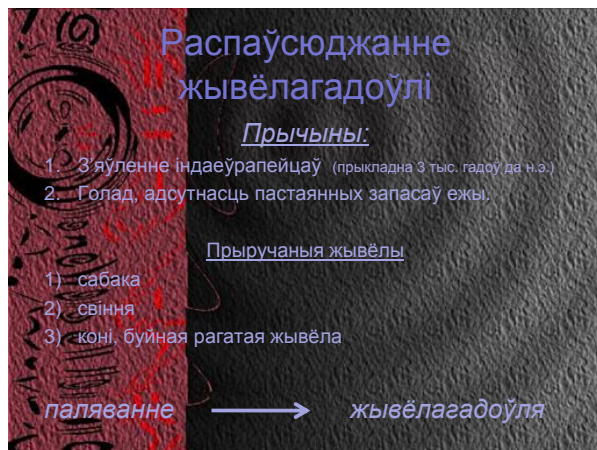 Распаўсюджанне
жывёлагадоўлі
Прычыны:
1. З'яўленне індаеўрапейцаў (прыкладна 3 тыс. гадоў да н.э.)
2. Голад, адсутнасць пастаянных запасаў ежы.
Прыручаныя жывёлы
1) сабака
2) свіння
3) коні, буйная рагатая жывёла
паляванне → жывёлагадоўля